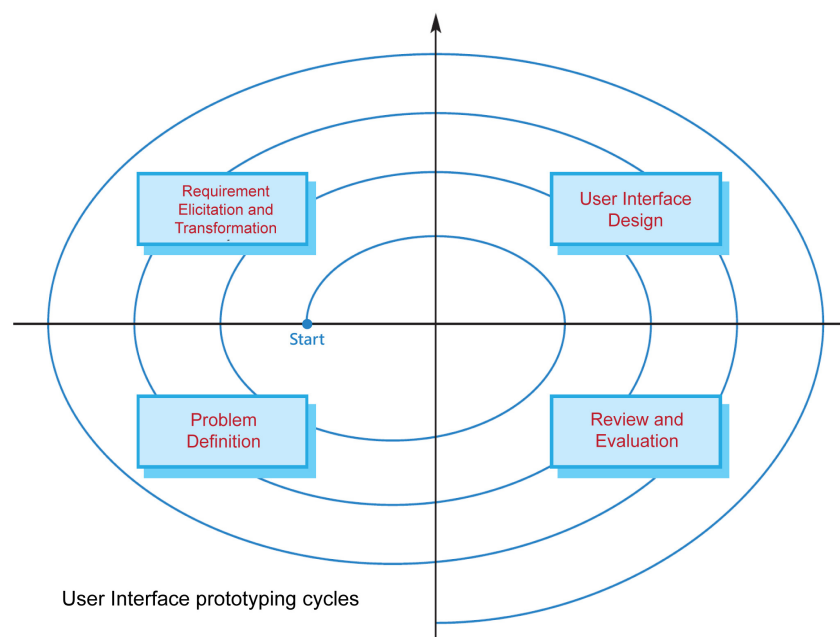 Requirement
Elicitation and
Transformation
User Interface
Design
Start
Problem
Definition
Review and
Evaluation
User Interface prototyping cycles